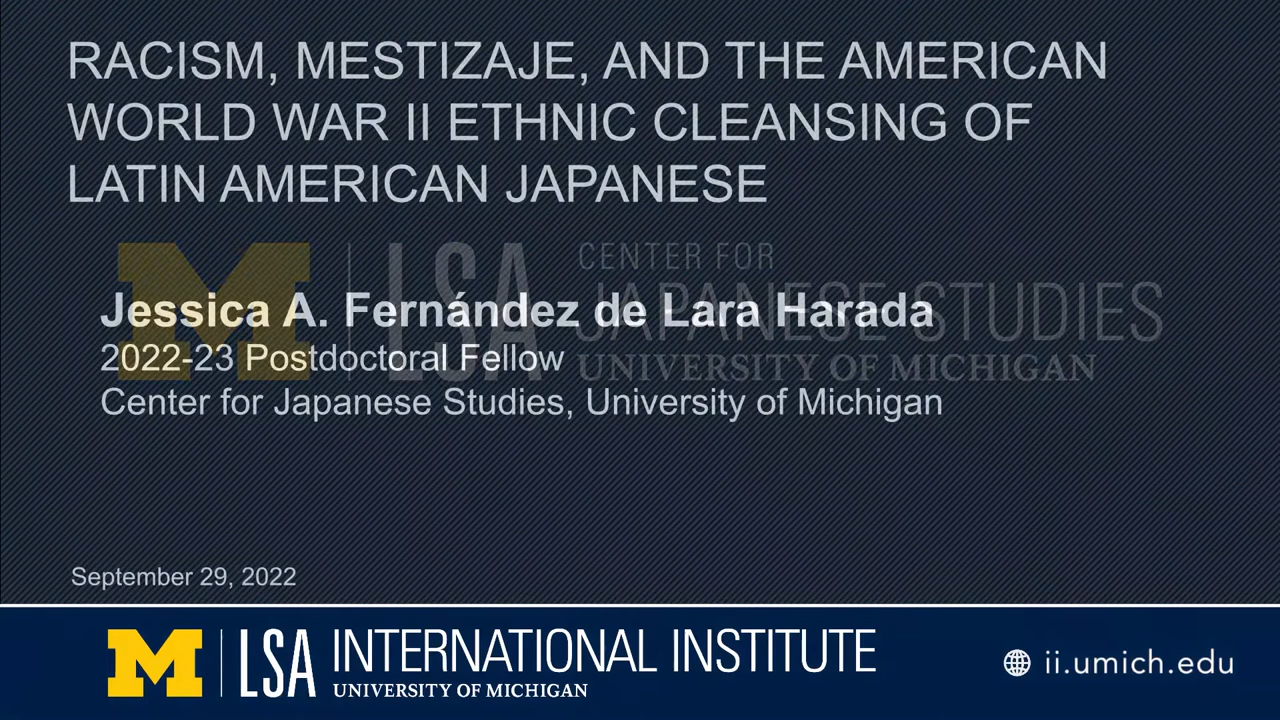 RACISM, MESTIZAJE, AND THE AMERICAN
WORLD WAR II ETHNIC CLEANSING OF
LATIN AMERICAN JAPANESE
M LSA CENTER FOR
JAPANESE STUDIES
UNIVERSITY OF MICHIGAN
Jessica A. Fernández de Lara Harada
2022-23 Postdoctoral Fellow
Center for Japanese Studies, University of Michigan
September 29, 2022
M LSA INTERNATIONAL INSTITUTE
UNIVERSITY OF MICHIGAN
ii.umich.edu